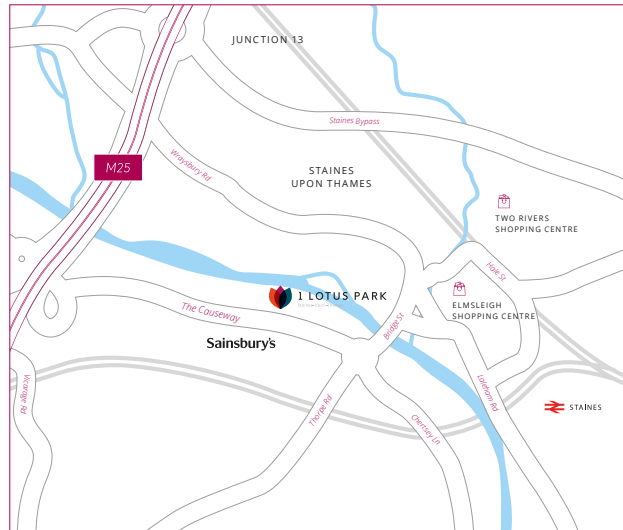 JUNCTION 13
Staines Bypass
M25
Wraysbury Rd
STAINES
UPON THAMES
TWO RIVERS
SHOPPING CENTRE
Hale St
1 LOTUS PARK
ELMSLEIGH
SHOPPING CENTRE
The Causeway
Bridge St
Sainsbury's
Vicarage Rd
Thorpe Rd
Chertsey Ln
Laleham Rd
STAINES